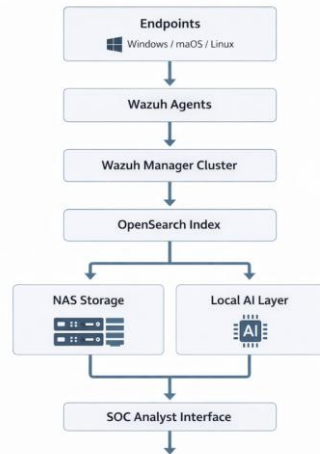 Endpoints
Windows / maOS / Linux
Wazuh Agents
Wazuh Manager Cluster
OpenSearch Index
NAS Storage
Local AI Layer
AI
SOC Analyst Interface